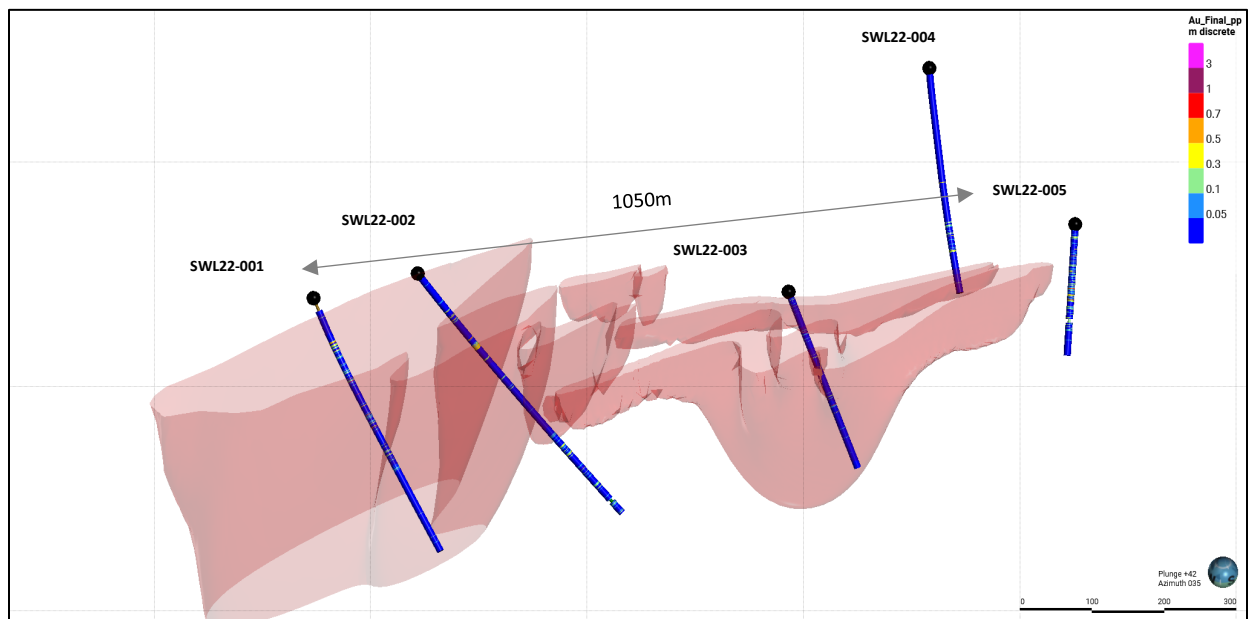 Au_Final_pp
m discrete
3
1
0.7
0.5
0.3
0.1
0.05
SWL22-004
SWL22-005
1050m
SWL22-002
SWL22-003
SWL22-001
Plunge +42
Azimuth 035
0 100 200 300